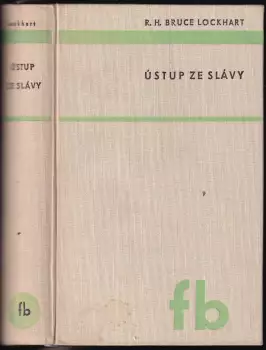 Lockhart
ÚSTUP
ZE SLÁVY
fb
R. H. BRUCE LOCKHART
ÚSTUP ZE SLÁVY
fb